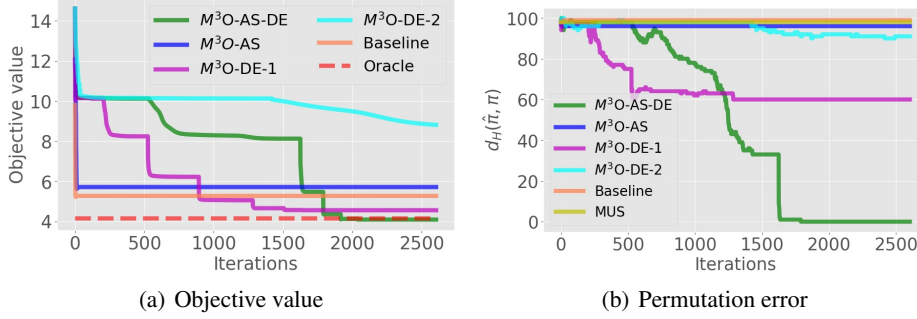 M³O-AS-DE
M³O-AS
M³O-DE-1
M³O-DE-2
Baseline
Oracle
14
12
10
8
6
4
Objective value
0 500 1000 1500 2000 2500
Iterations
(a) Objective value
100
80
60
40
20
0
d_H(π̂, π)
M³O-AS-DE
M³O-AS
M³O-DE-1
M³O-DE-2
Baseline
MUS
0 500 1000 1500 2000 2500
Iterations
(b) Permutation error